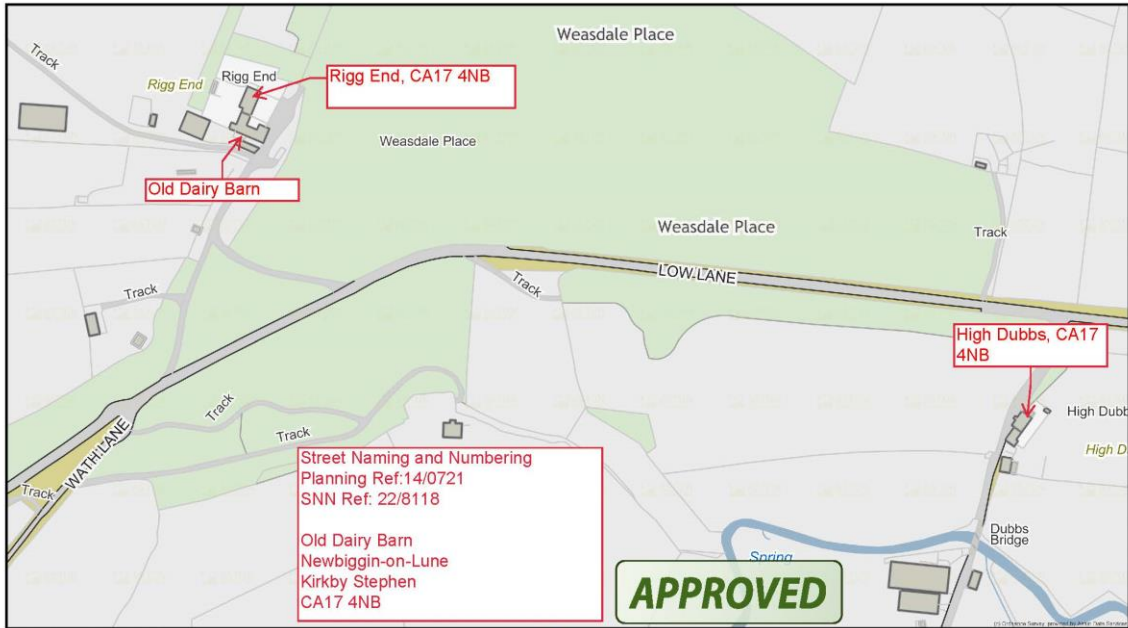 Weasdale Place
Track
Rigg End
Rigg End
Rigg End, CA17 4NB
Weasdale Place
Old Dairy Barn
Weasdale Place
Track
LOW LANE
Track
Track
High Dubbs, CA17
4NB
Track
WATH LANE
Track
High Dubb
High D
Track
Street Naming and Numbering
Planning Ref:14/0721
SNN Ref: 22/8118
Old Dairy Barn
Newbiggin-on-Lune
Kirkby Stephen
CA17 4NB
Dubbs
Bridge
Spring
APPROVED